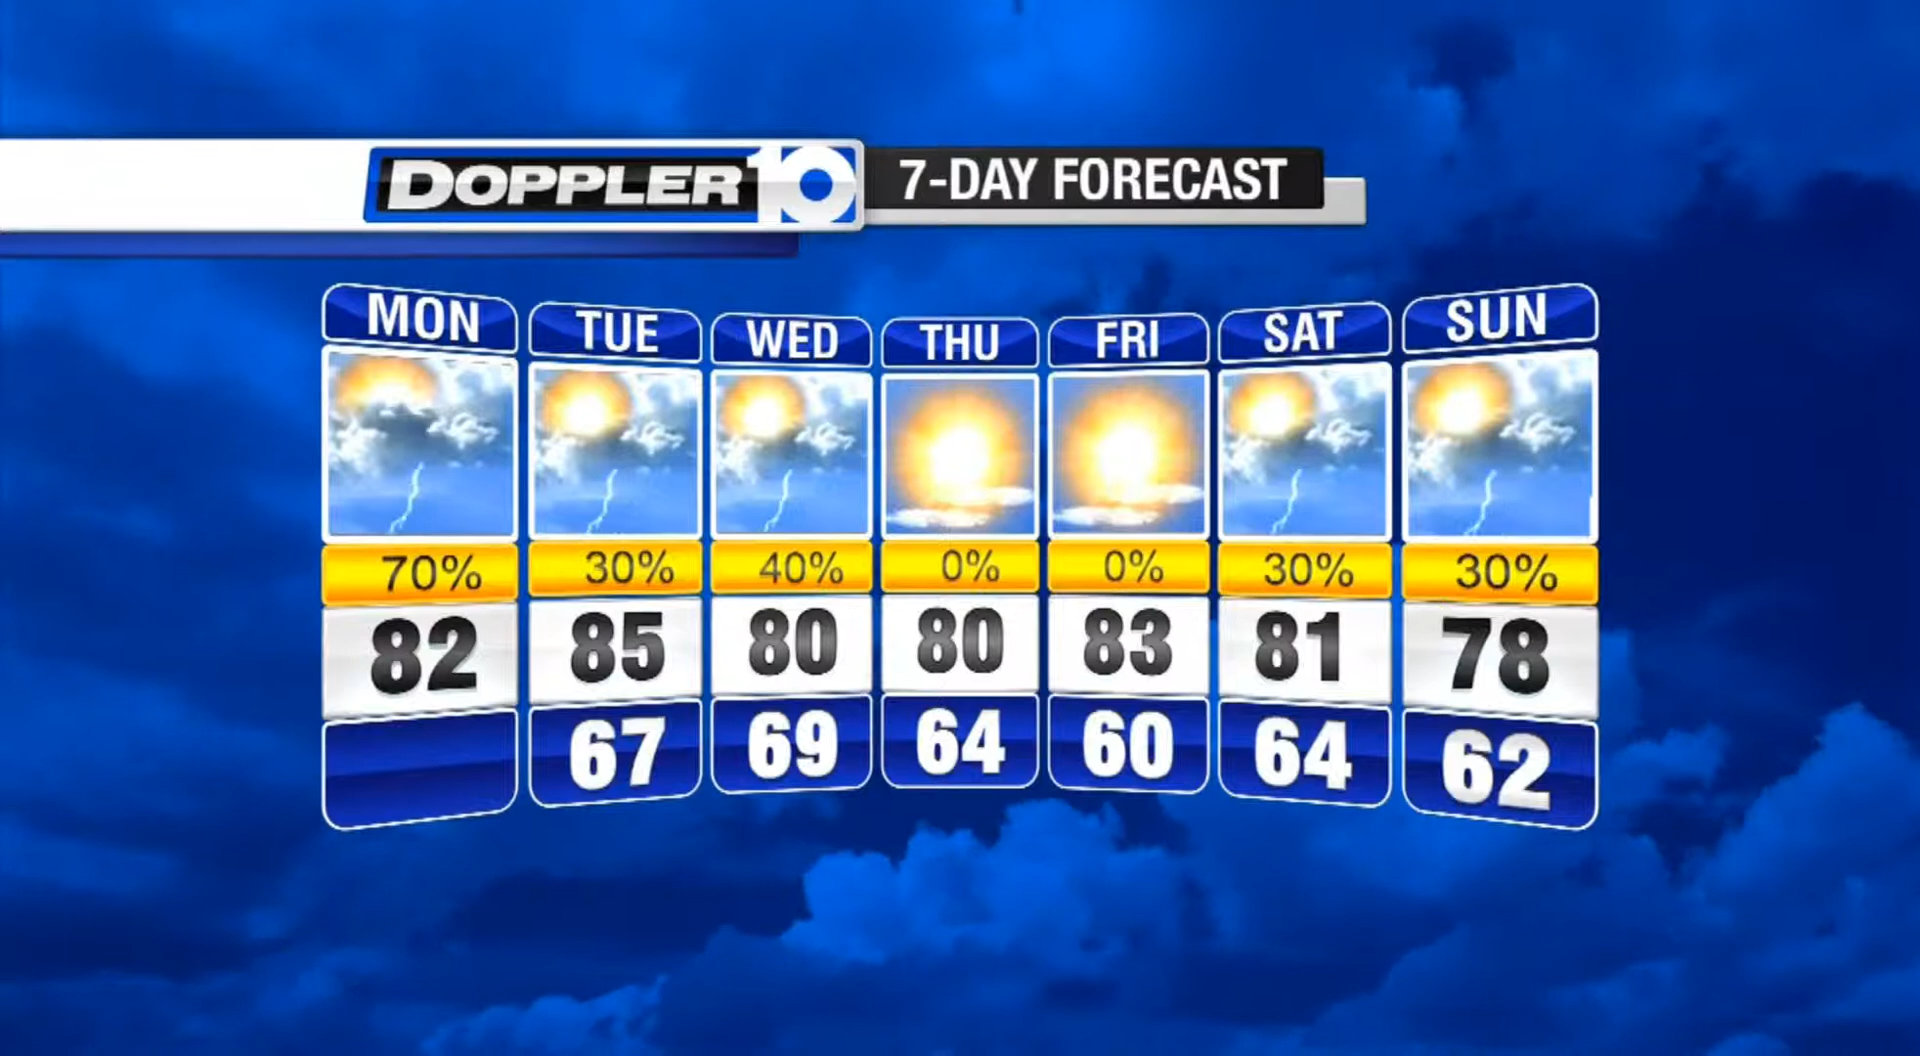 DOPPLER 10 7-DAY FORECAST
MON TUE WED THU FRI SAT SUN
70% 30% 40% 0% 0% 30% 30%
82 85 80 80 83 81 78
67 69 64 60 64 62